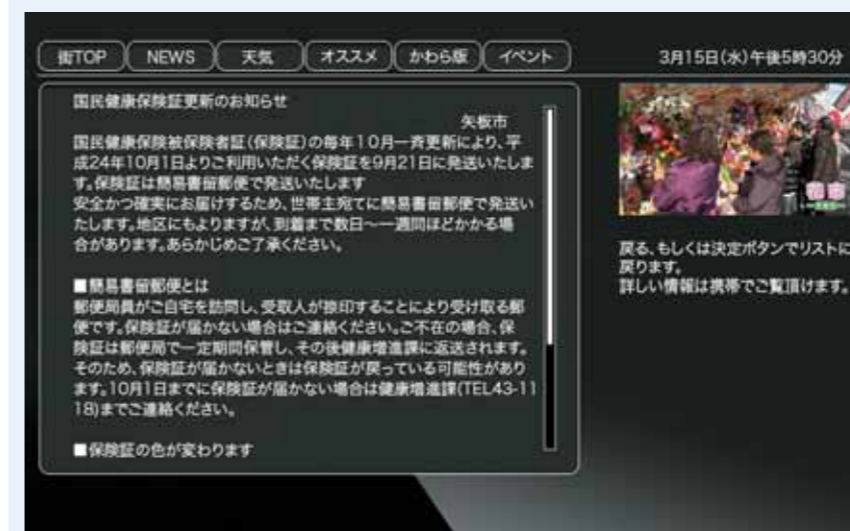 街TOP NEWS 天気 オススメ かわら版 イベント 3月15日(水)午後5時30分
国民健康保険証更新のお知らせ
矢板市
国民健康保険被保険者証(保険証)の毎年10月一斉更新により、平
成24年10月1日よりご利用いただく保険証を9月21日に発送いたしま
す。保険証は簡易書留郵便で発送いたします
安全かつ確実にお届けするため、世帯主宛てに簡易書留郵便で発送い
たします。地区にもよりますが、到着まで数日〜一週間ほどかかる場
合があります。あらかじめご了承ください。
■簡易書留郵便とは
郵便局員がご自宅を訪問し、受取人が捺印することにより受け取る郵
便です。保険証が届かない場合はご連絡ください。ご不在の場合、保
険証は郵便局で一定期間保管し、その後健康増進課に返送されます。
そのため、保険証が届かないときは保険証が戻っている可能性があり
ます。10月1日までに保険証が届かない場合は健康増進課(TEL43-11
18)までご連絡ください。
■保険証の色が変わります
戻る、もしくは決定ボタンでリストに
戻ります。
詳しい情報は携帯でご覧頂けます。